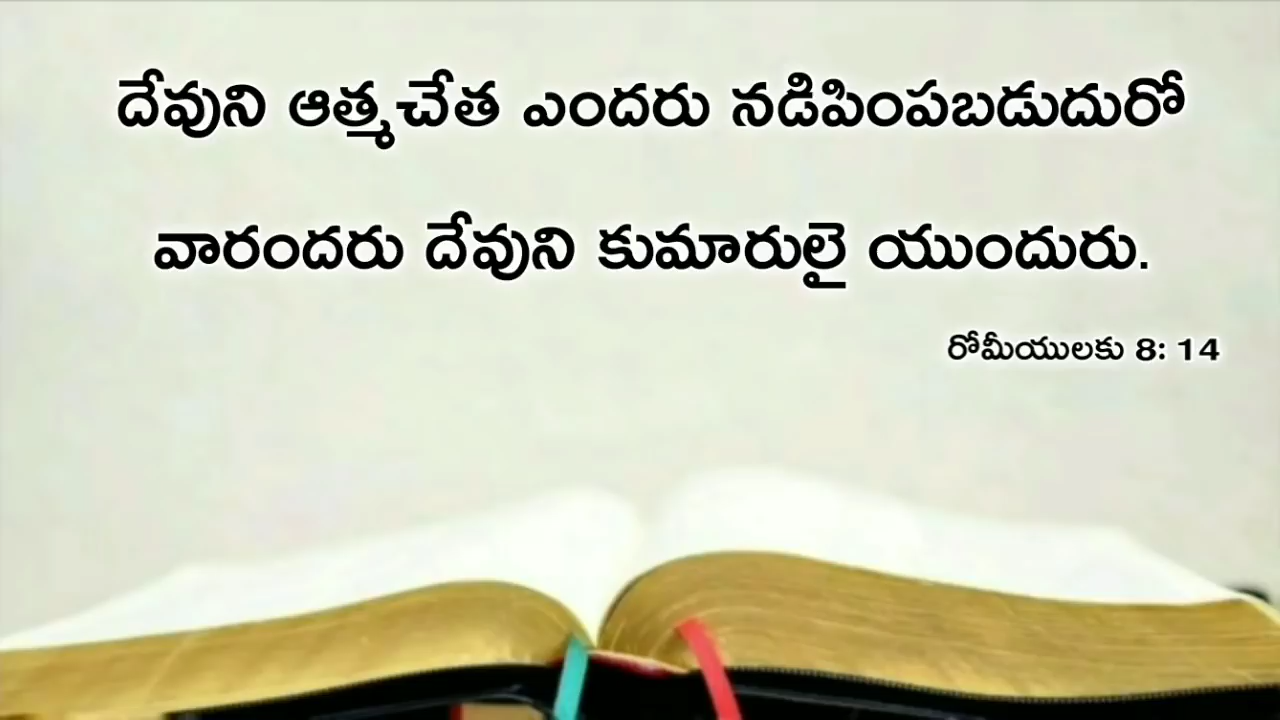 దేవుని ఆత్మచేత ఎందరు నడిపింపబడుదురో
వారందరు దేవుని కుమారులై యుందురు.
రోమీయులకు 8: 14